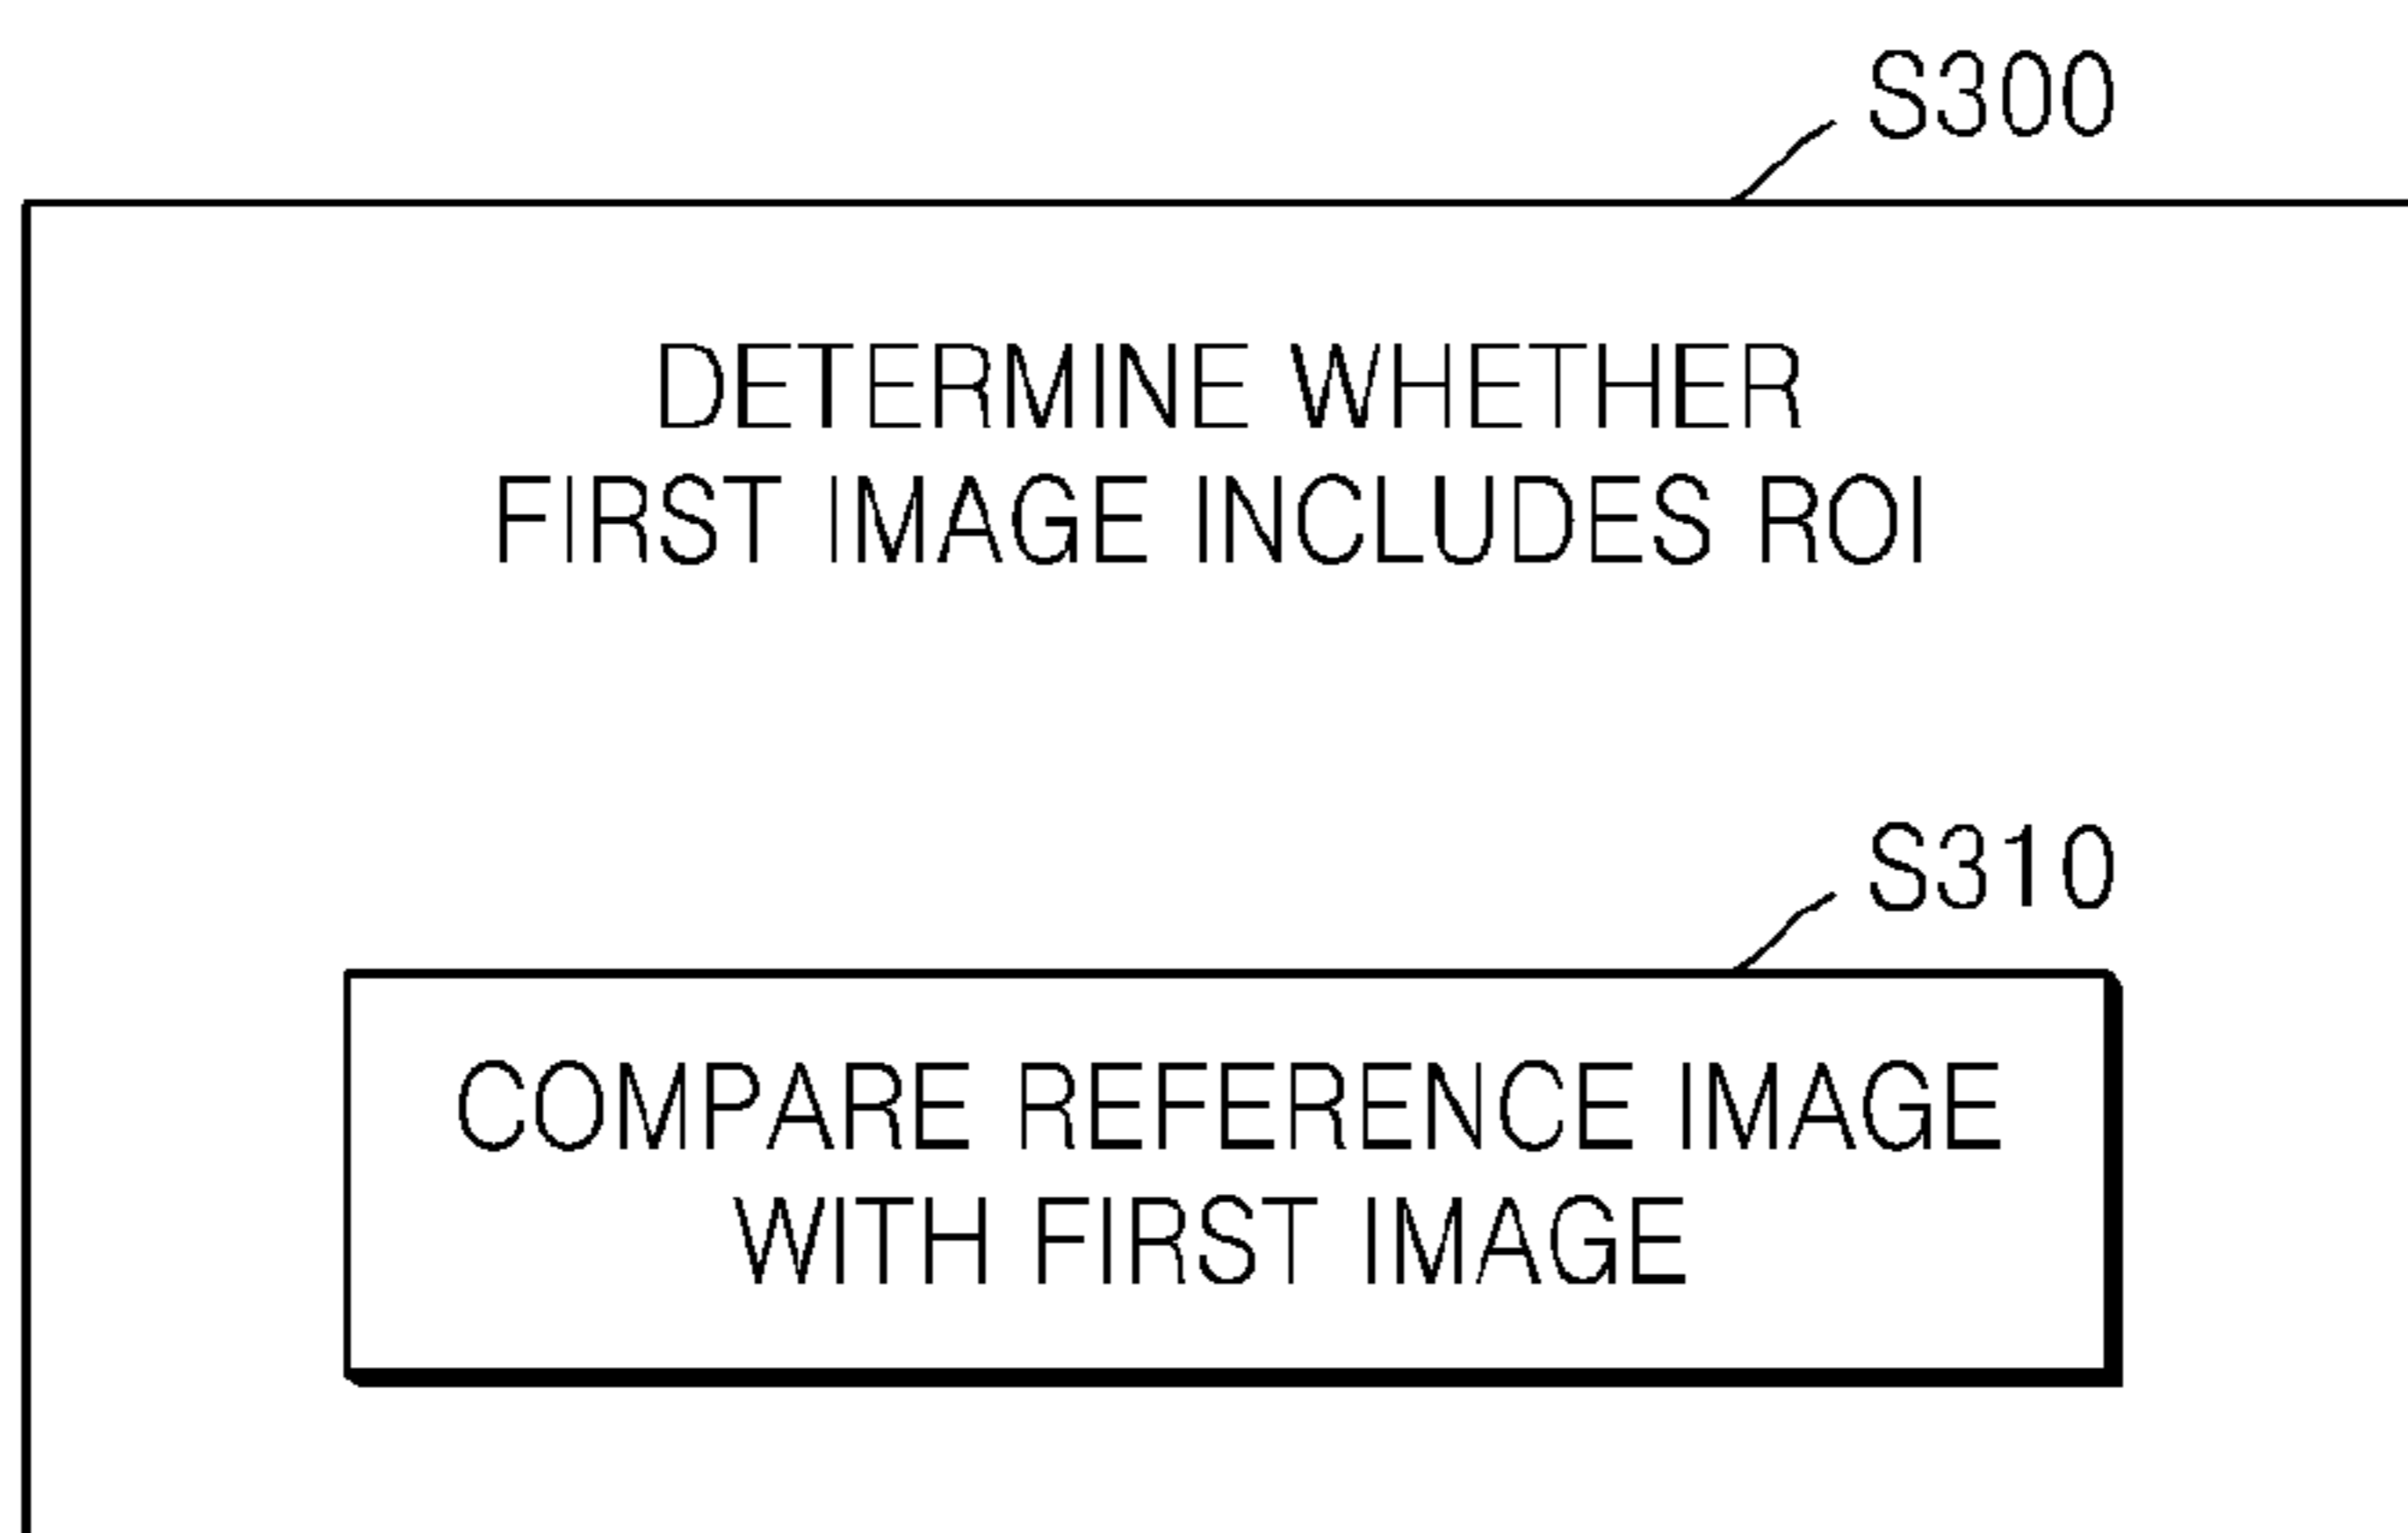 S300
DETERMINE WHETHER
FIRST IMAGE INCLUDES ROI
S310
COMPARE REFERENCE IMAGE
WITH FIRST IMAGE